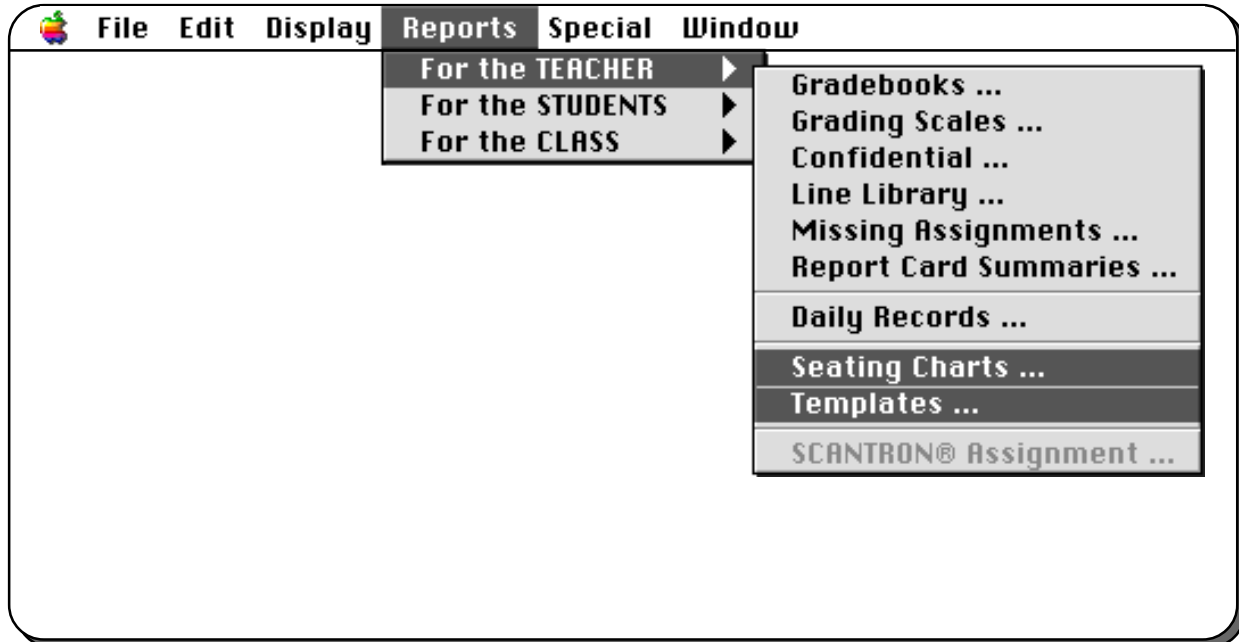 File Edit Display Reports Special Window
For the TEACHER
For the STUDENTS
For the CLASS
Gradebooks ...
Grading Scales ...
Confidential ...
Line Library ...
Missing Assignments ...
Report Card Summaries ...
Daily Records ...
Seating Charts ...
Templates ...
SCANTRON® Assignment ...